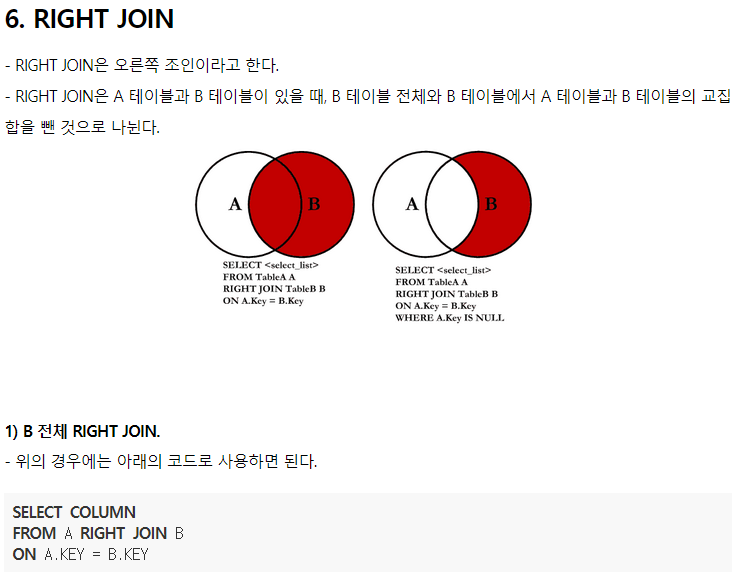 6. RIGHT JOIN
- RIGHT JOIN은 오른쪽 조인이라고 한다.
- RIGHT JOIN은 A 테이블과 B 테이블이 있을 때, B 테이블 전체와 B 테이블에서 A 테이블과 B 테이블의 교집
합을 뺀 것으로 나뉜다.
A B
SELECT <select_list>
FROM TableA A
RIGHT JOIN TableB B
ON A.Key = B.Key
A B
SELECT <select_list>
FROM TableA A
RIGHT JOIN TableB B
ON A.Key = B.Key
WHERE A.Key IS NULL
1) B 전체 RIGHT JOIN.
- 위의 경우에는 아래의 코드로 사용하면 된다.
SELECT COLUMN
FROM A RIGHT JOIN B
ON A.KEY = B.KEY